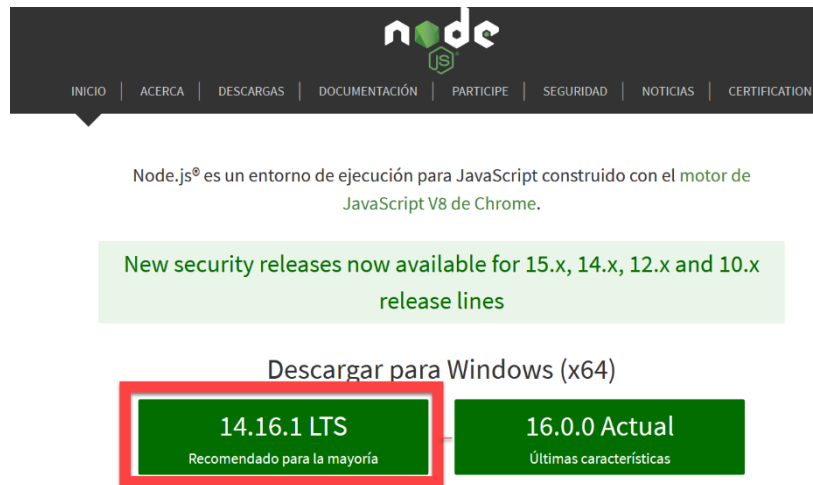 node
JS
INICIO | ACERCA | DESCARGAS | DOCUMENTACIÓN | PARTICIPE | SEGURIDAD | NOTICIAS | CERTIFICATION
Node.js® es un entorno de ejecución para JavaScript construido con el motor de
JavaScript V8 de Chrome.
New security releases now available for 15.x, 14.x, 12.x and 10.x
release lines
Descargar para Windows (x64)
14.16.1 LTS
Recomendado para la mayoría
16.0.0 Actual
Últimas características